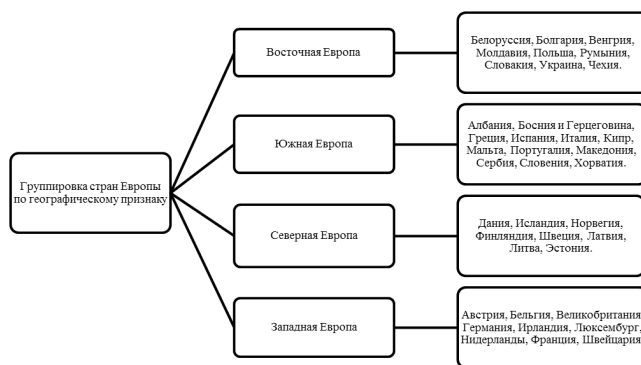 Группировка стран Европы
по географическому признаку
Восточная Европа
Белоруссия, Болгария, Венгрия,
Молдавия, Польша, Румыния,
Словакия, Украина, Чехия.
Южная Европа
Албания, Босния и Герцеговина,
Греция, Испания, Италия, Кипр,
Мальта, Португалия, Македония,
Сербия, Словения, Хорватия.
Северная Европа
Дания, Исландия, Норвегия,
Финляндия, Швеция, Латвия,
Литва, Эстония.
Западная Европа
Австрия, Бельгия, Великобритания
Германия, Ирландия, Люксембург,
Нидерланды, Франция, Швейцария